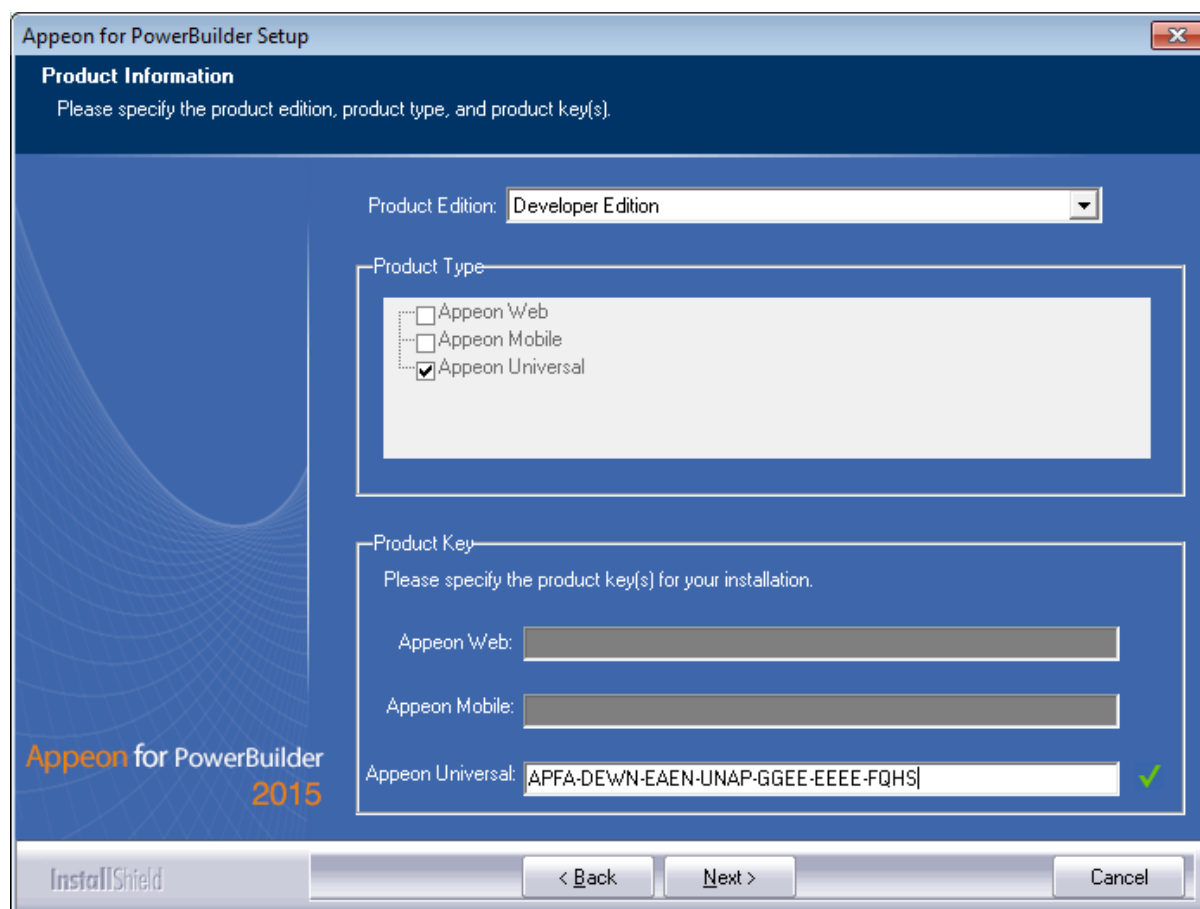 Appeon for PowerBuilder Setup
Product Information
Please specify the product edition, product type, and product key(s).
Product Edition: Developer Edition
Product Type
Appeon Web
Appeon Mobile
Appeon Universal
Product Key
Please specify the product key(s) for your installation.
Appeon Web:
Appeon Mobile:
Appeon Universal: APFA-DEWN-EAEN-UNAP-GGEE-EEEE-FQHS
Appeon for PowerBuilder
2015
InstallShield
< Back
Next >
Cancel